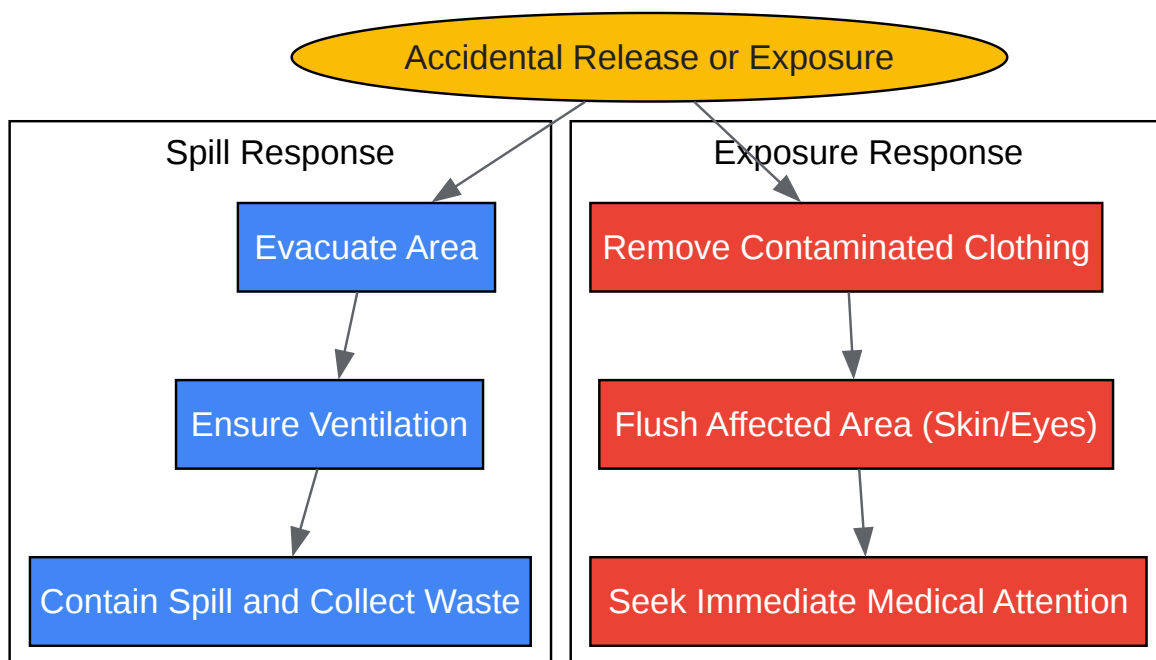 Accidental Release or Exposure
Spill Response
Evacuate Area
Ensure Ventilation
Contain Spill and Collect Waste
Exposure Response
Remove Contaminated Clothing
Flush Affected Area (Skin/Eyes)
Seek Immediate Medical Attention